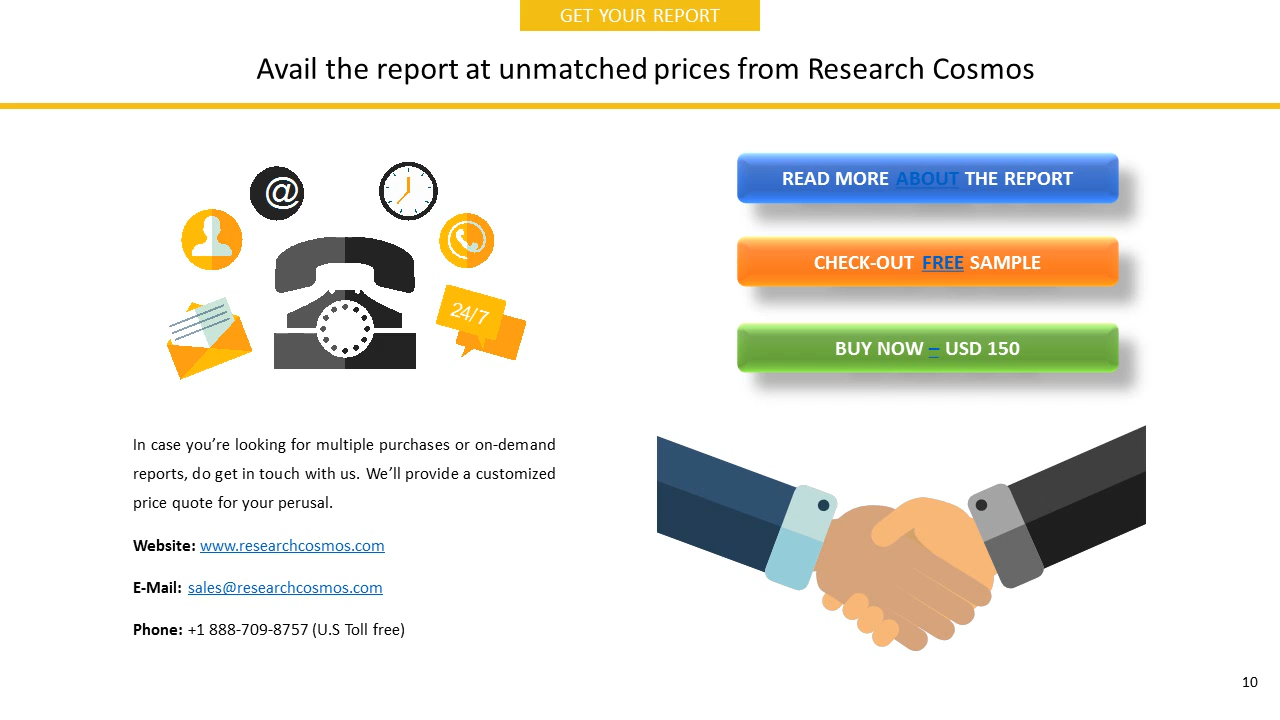 GET YOUR REPORT
Avail the report at unmatched prices from Research Cosmos
@
24/7
READ MORE ABOUT THE REPORT
CHECK-OUT FREE SAMPLE
BUY NOW – USD 150
In case you’re looking for multiple purchases or on-demand
reports, do get in touch with us. We’ll provide a customized
price quote for your perusal.
Website: www.researchcosmos.com
E-Mail: sales@researchcosmos.com
Phone: +1 888-709-8757 (U.S Toll free)
10